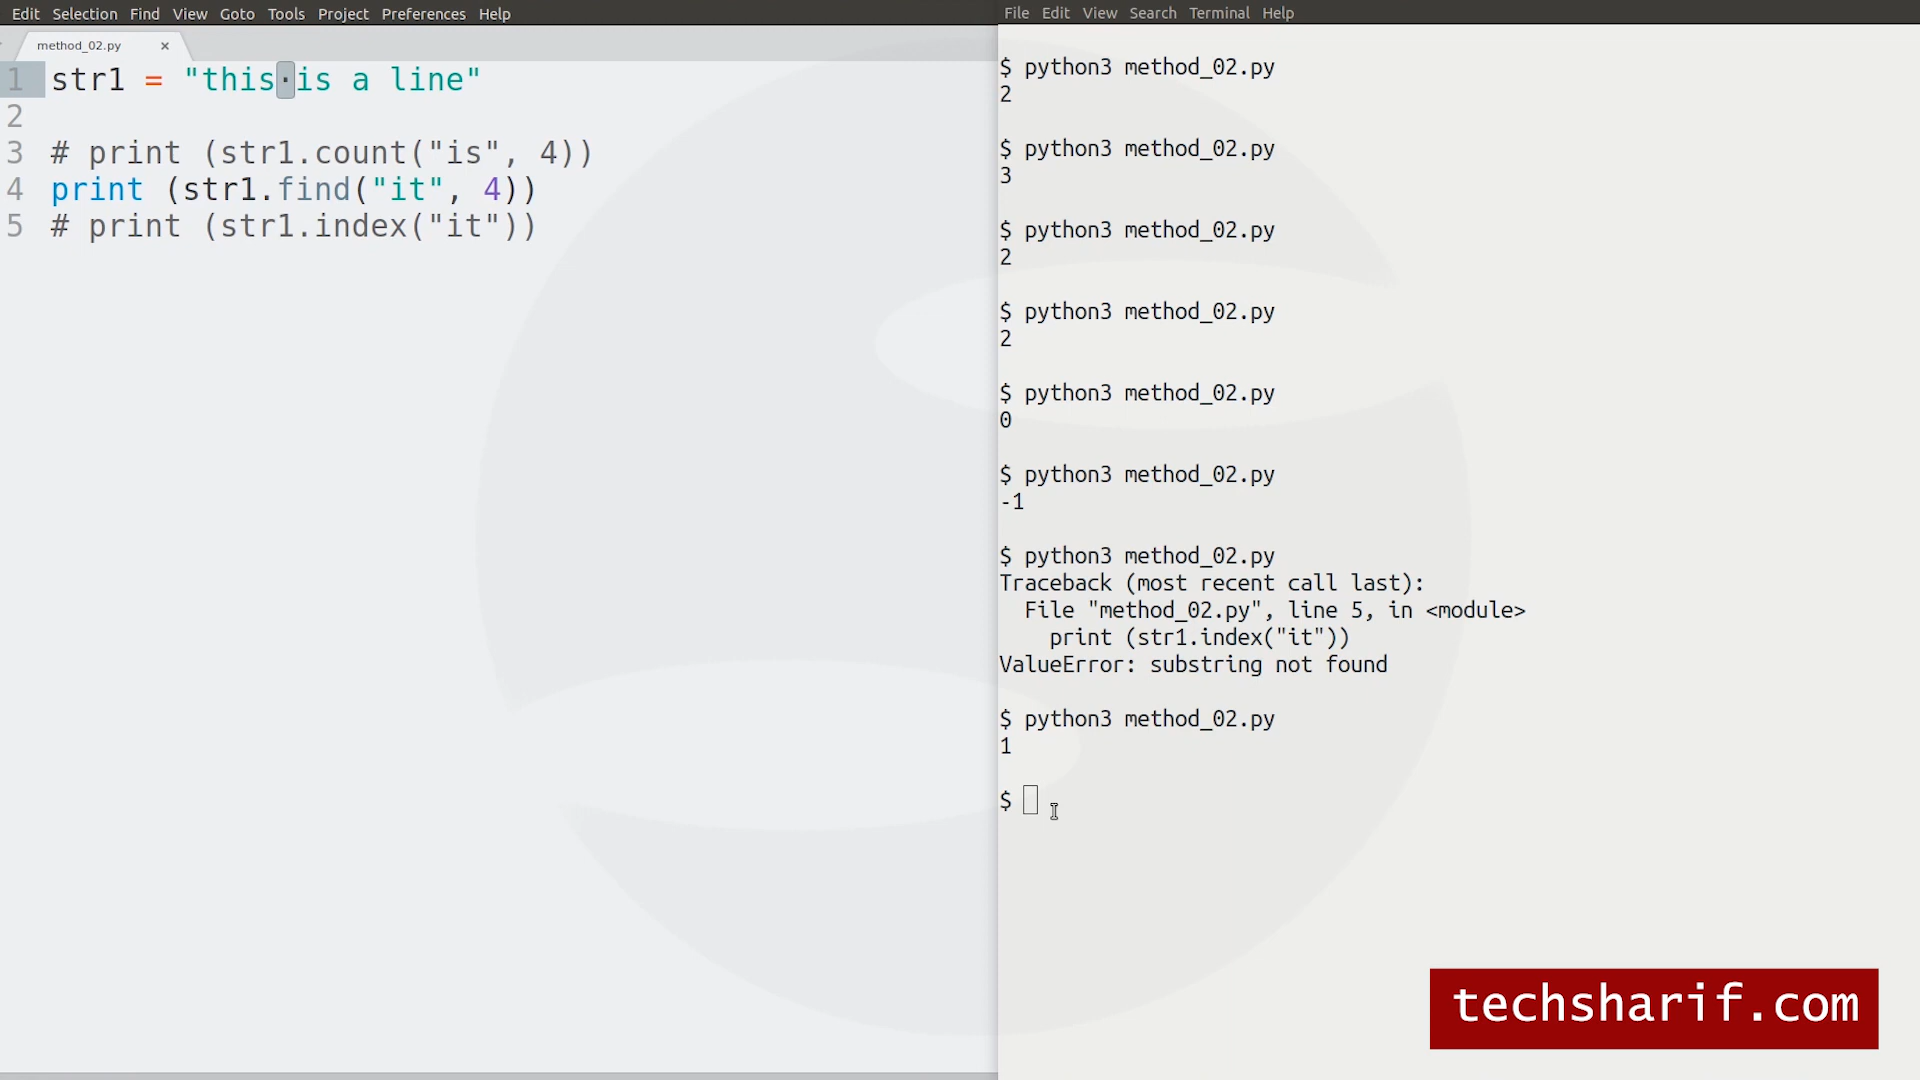 Edit Selection Find View Goto Tools Project Preferences Help
method_02.py ×
1 str1 = "this·is a line"
2
3 # print (str1.count("is", 4))
4 print (str1.find("it", 4))
5 # print (str1.index("it"))
File Edit View Search Terminal Help
$ python3 method_02.py
2
$ python3 method_02.py
3
$ python3 method_02.py
2
$ python3 method_02.py
2
$ python3 method_02.py
0
$ python3 method_02.py
-1
$ python3 method_02.py
Traceback (most recent call last):
File "method_02.py", line 5, in <module>
print (str1.index("it"))
ValueError: substring not found
$ python3 method_02.py
1
$
techsharif.com